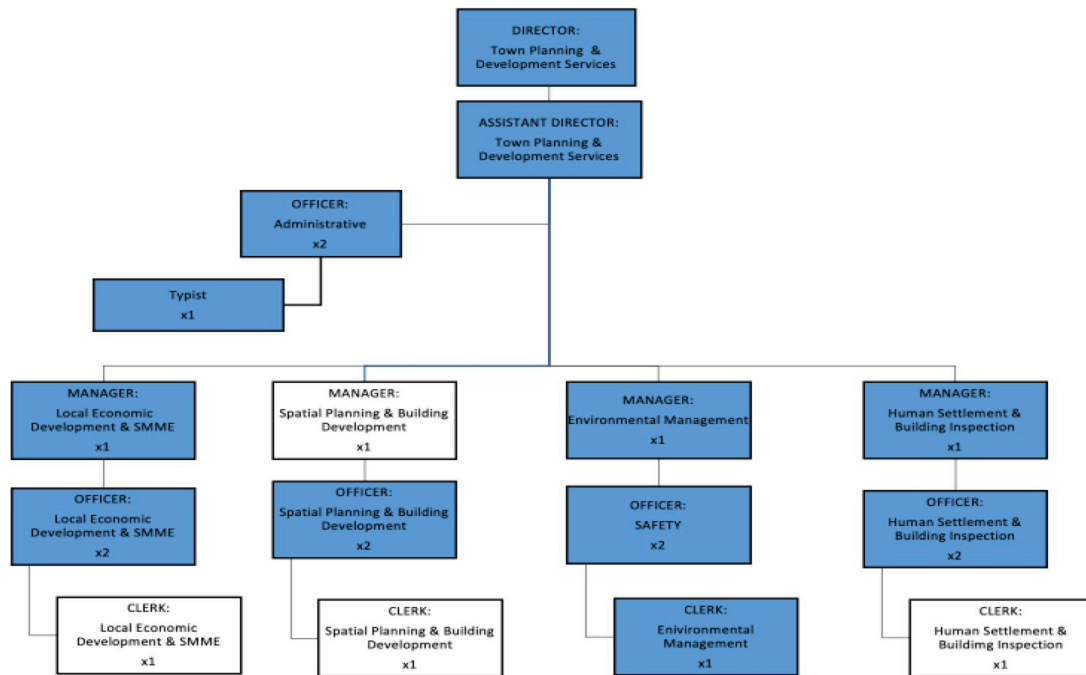 DIRECTOR:
Town Planning &
Development Services
ASSISTANT DIRECTOR:
Town Planning &
Development Services
OFFICER:
Administrative
x2
Typist
x1
MANAGER:
Local Economic
Development & SMME
x1
MANAGER:
Spatial Planning & Building
Development
x1
MANAGER:
Environmental Management
x1
MANAGER:
Human Settlement &
Building Inspection
x1
OFFICER:
Local Economic
Development & SMME
x2
OFFICER:
Spatial Planning & Building
Development
x2
OFFICER:
SAFETY
x2
OFFICER:
Human Settlement &
Building Inspection
x2
CLERK:
Local Economic
Development & SMME
x1
CLERK:
Spatial Planning & Building
Development
x1
CLERK:
Enivironmental
Management
x1
CLERK:
Human Settlement &
Buildimg Inspection
x1